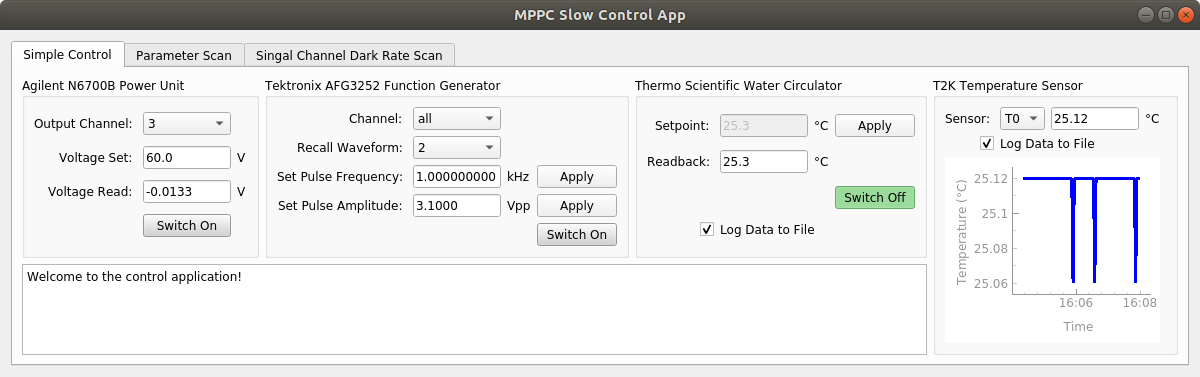 MPPC Slow Control App
Simple Control
Parameter Scan
Singal Channel Dark Rate Scan
Agilent N6700B Power Unit
Output Channel: 3
Voltage Set: 60.0 V
Voltage Read: -0.0133 V
Switch On
Tektronix AFG3252 Function Generator
Channel: all
Recall Waveform: 2
Set Pulse Frequency: 1.000000000 kHz Apply
Set Pulse Amplitude: 3.1000 Vpp Apply
Switch On
Thermo Scientific Water Circulator
Setpoint: 25.3 °C Apply
Readback: 25.3 °C
Switch Off
Log Data to File
T2K Temperature Sensor
Sensor: T0 25.12 °C
Log Data to File
Temperature (°C)
25.12
25.1
25.08
25.06
16:06 16:08
Time
Welcome to the control application!